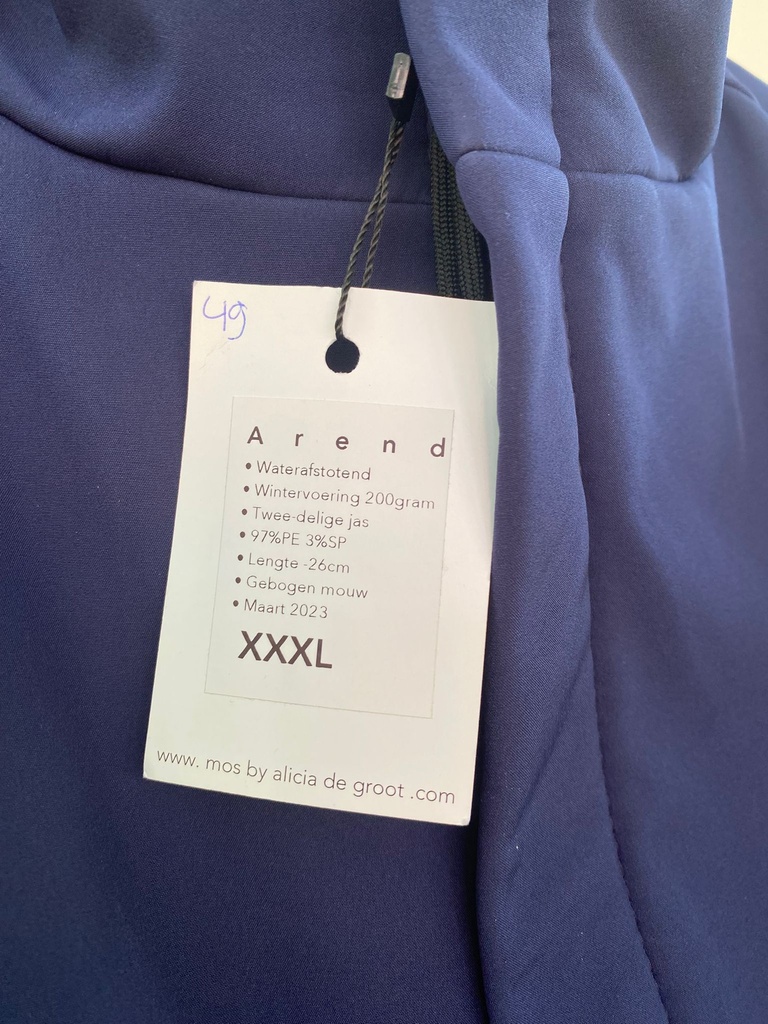 49
Arend
• Waterafstotend
• Wintervoering 200gram
• Twee-delige jas
• 97%PE 3%SP
• Lengte -26cm
• Gebogen mouw
• Maart 2023
XXXL
www. mos by alicia de groot .com